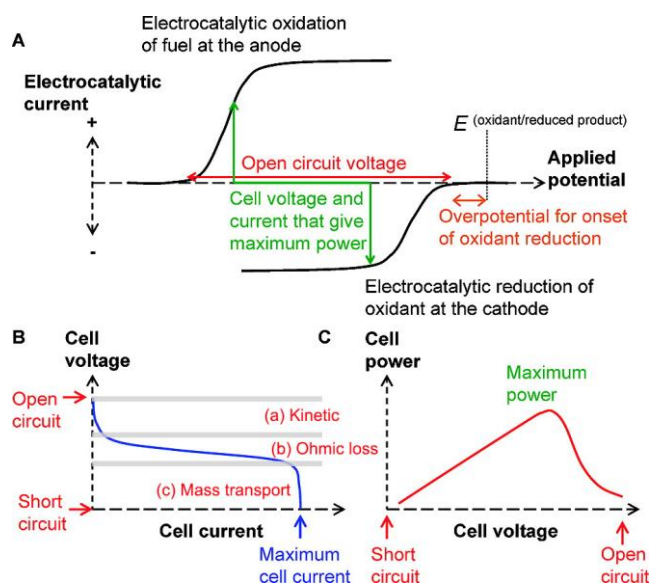 A
Electrocatalytic oxidation
of fuel at the anode
Electrocatalytic
current
+
-
E (oxidant/reduced product)
Open circuit voltage
Applied
potential
Cell voltage and
current that give
maximum power
Overpotential for onset
of oxidant reduction
Electrocatalytic reduction of
oxidant at the cathode
B
Cell
voltage
Open
circuit
(a) Kinetic
(b) Ohmic loss
(c) Mass transport
Short
circuit
Cell current
Maximum
cell current
C
Cell
power
Maximum
power
Cell voltage
Short
circuit
Open
circuit